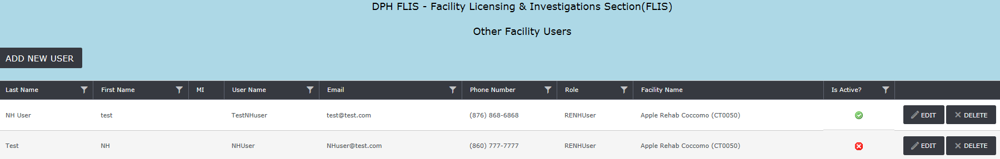 DPH FLIS - Facility Licensing & Investigations Section(FLIS)
Other Facility Users
ADD NEW USER
Last Name First Name MI User Name Email Phone Number Role Facility Name Is Active?
NH User test TestNHuser test@test.com (876) 868-6868 RENHUser Apple Rehab Coccomo (CT0050) EDIT DELETE
Test NH NHUser NHuser@test.com (860) 777-7777 RENHUser Apple Rehab Coccomo (CT0050) EDIT DELETE